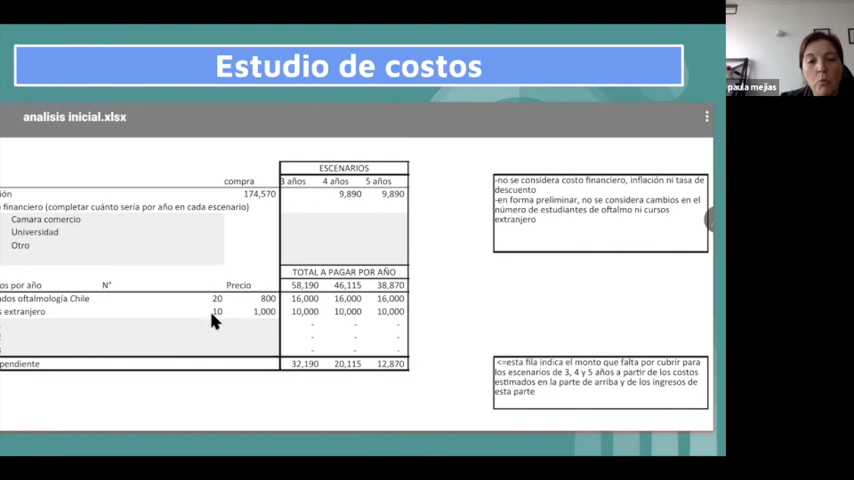 Estudio de costos
paula mejias
analisis inicial.xlsx
ESCENARIOS
compra 3 años 4 años 5 años
ión 174,570 9,890 9,890
financiero (completar cuánto sería por año en cada escenario)
Camara comercio
Universidad
Otro
TOTAL A PAGAR POR AÑO
os por año N° Precio 58,190 46,115 38,870
ados oftalmología Chile 20 800 16,000 16,000 16,000
s extranjero 10 1,000 10,000 10,000 10,000
- - -
- - -
- - -
pendiente 32,190 20,115 12,870
-no se considera costo financiero, inflación ni tasa de
descuento
-en forma preliminar, no se considera cambios en el
número de estudiantes de oftalmo ni cursos
extranjero
<=esta fila indica el monto que falta por cubrir para
los escenarios de 3, 4 y 5 años a partir de los costos
estimados en la parte de arriba y de los ingresos de
esta parte